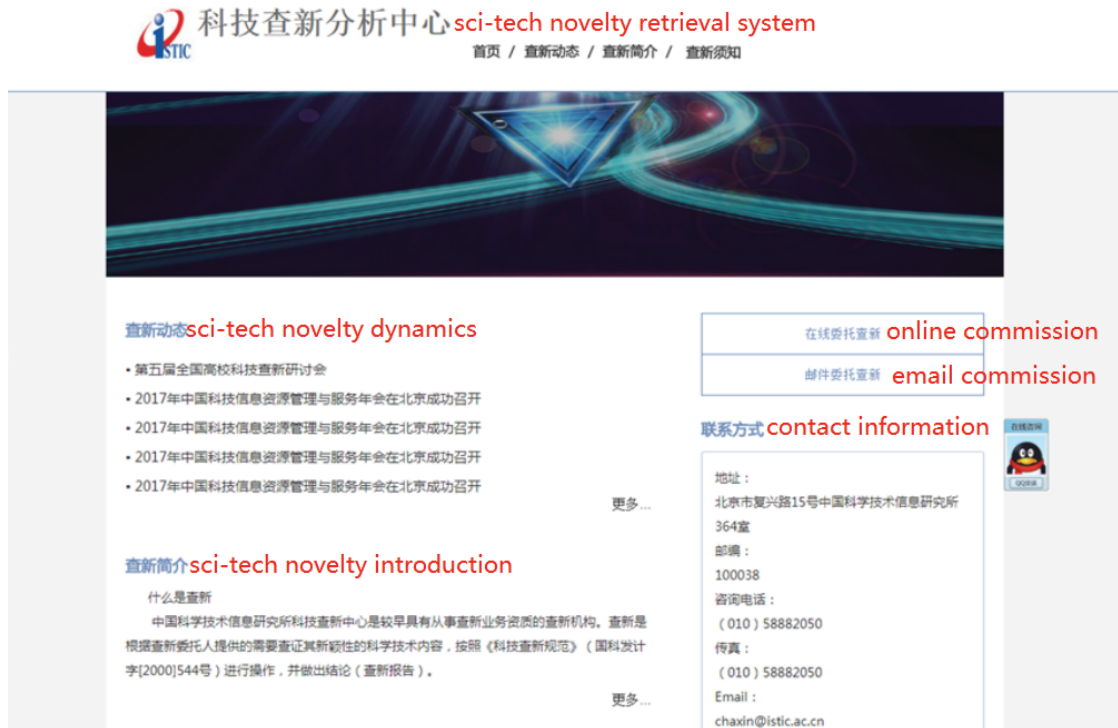 科技查新分析中心 sci-tech novelty retrieval system
ISTIC
首页 / 查新动态 / 查新简介 / 查新须知
查新动态 sci-tech novelty dynamics
• 第五届全国高校科技查新研讨会
• 2017年中国科技信息资源管理与服务年会在北京成功召开
• 2017年中国科技信息资源管理与服务年会在北京成功召开
• 2017年中国科技信息资源管理与服务年会在北京成功召开
• 2017年中国科技信息资源管理与服务年会在北京成功召开
更多...
查新简介 sci-tech novelty introduction
什么是查新
中国科学技术信息研究所科技查新中心是较早具有从事查新业务资质的查新机构。查新是
根据查新委托人提供的需要查证其新颖性的科学技术内容，按照《科技查新规范》（国科发计
字[2000]544号）进行操作，并做出结论（查新报告）。
更多...
在线委托查新 online commission
邮件委托查新 email commission
联系方式 contact information
地址：
北京市复兴路15号中国科学技术信息研究所
364室
邮编：
100038
咨询电话：
（010）58882050
传真：
（010）58882050
Email：
chaxin@istic.ac.cn
在线咨询